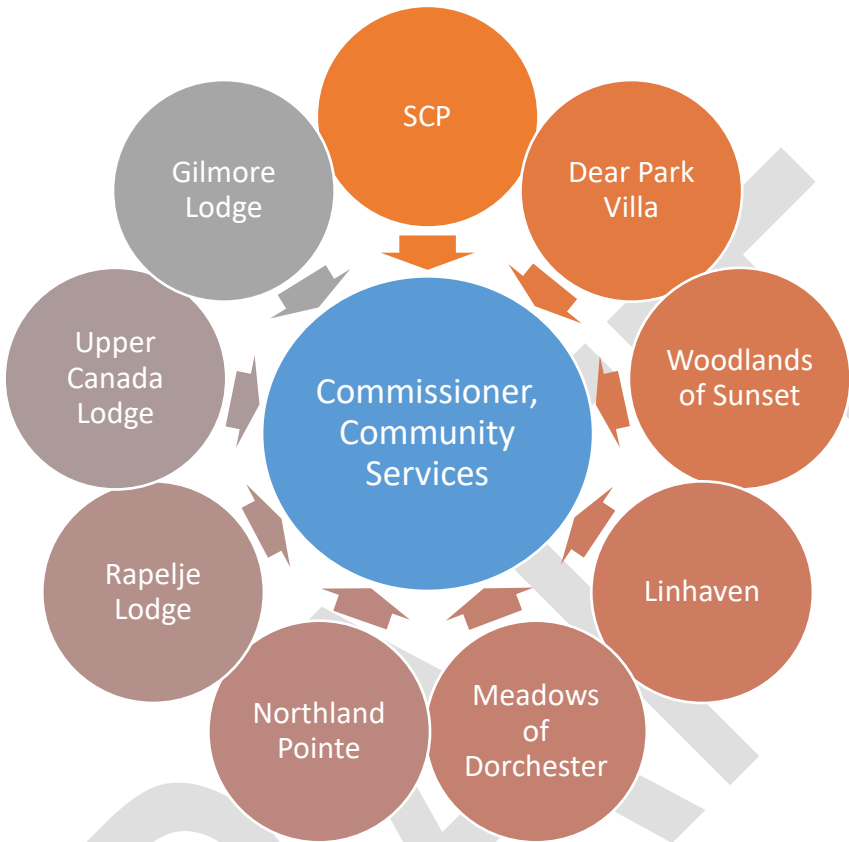 SCP
Dear Park
Villa
Woodlands
of Sunset
Linhaven
Meadows
of
Dorchester
Northland
Pointe
Rapelje
Lodge
Upper
Canada
Lodge
Gilmore
Lodge
Commissioner,
Community
Services